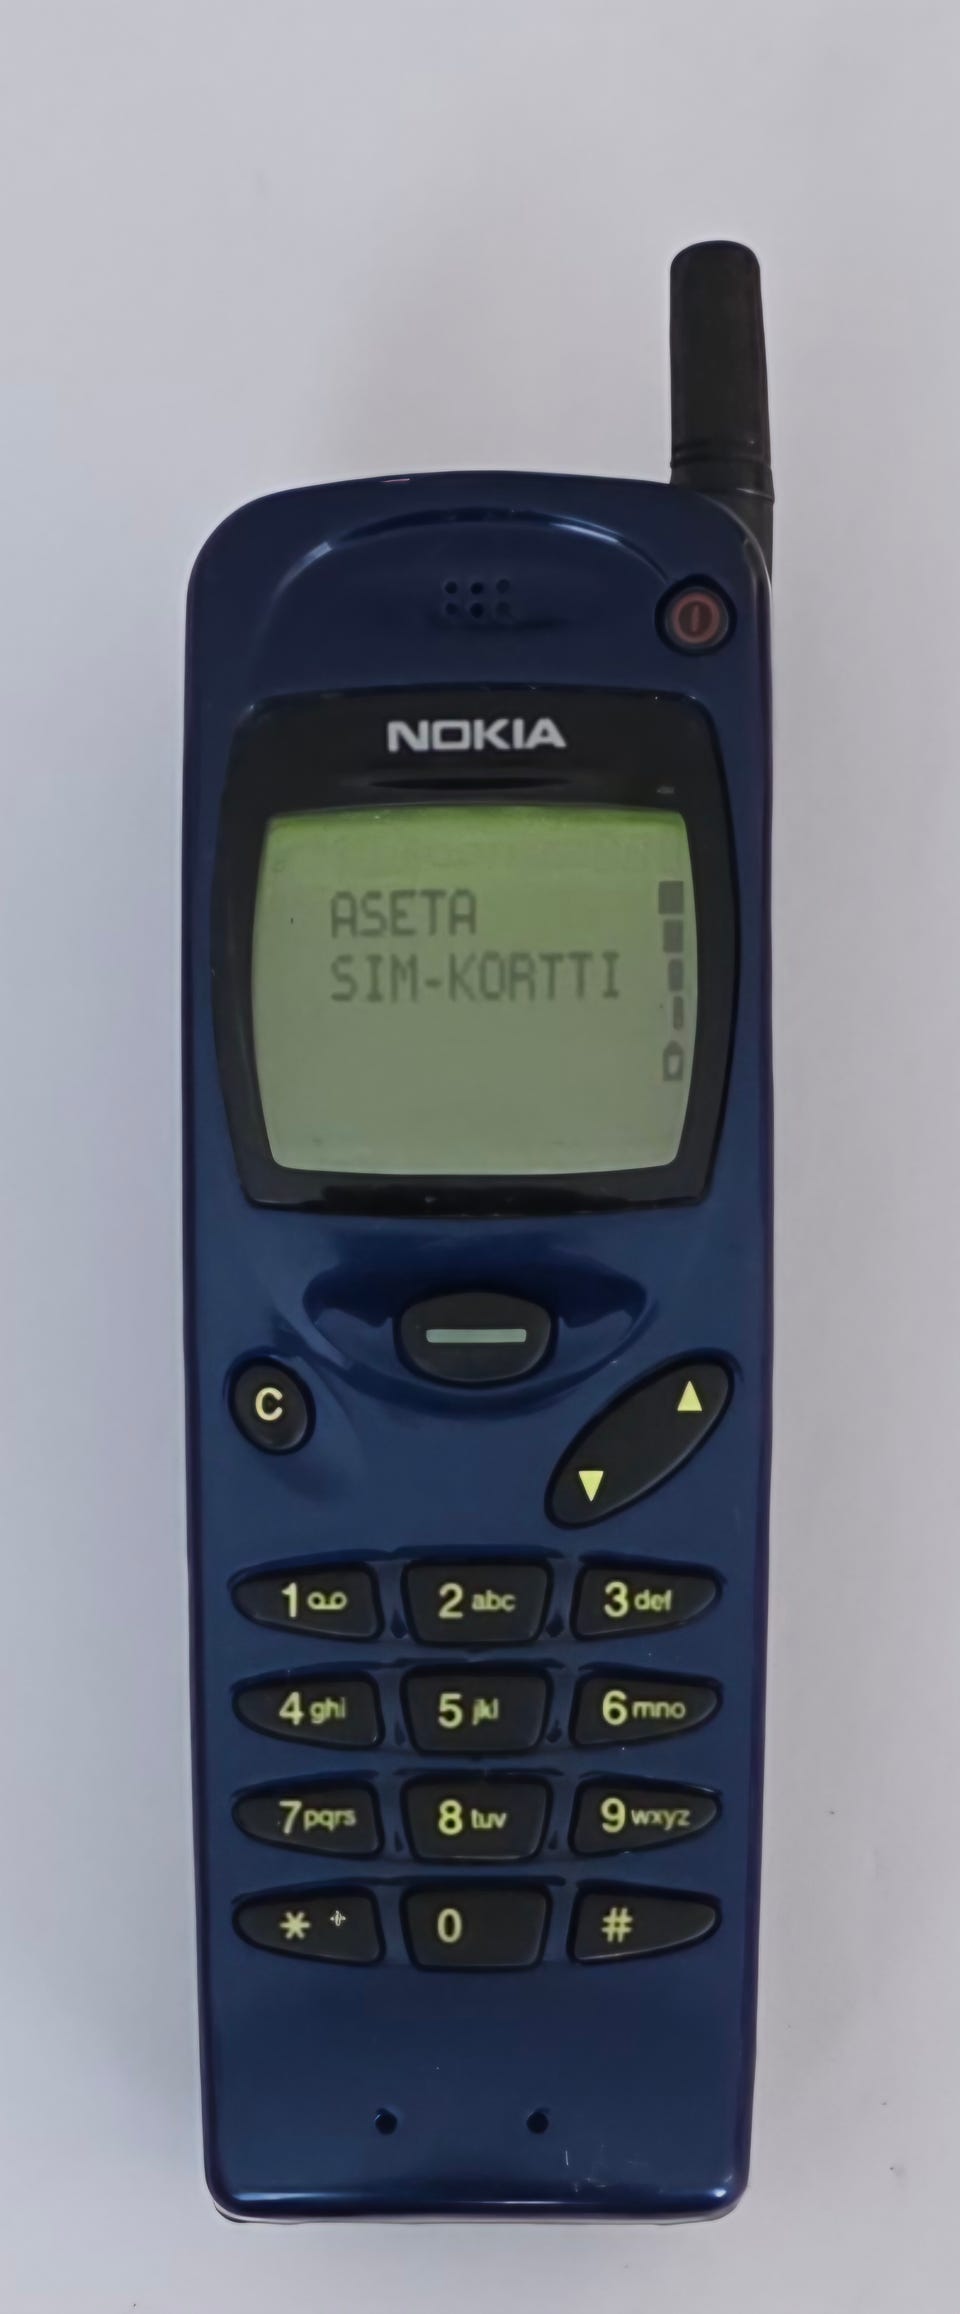 NOKIA
ASETA
SIM-KORTTI
C
1 2 abc 3 def
4 ghi 5 jkl 6 mno
7 pqrs 8 tuv 9 wxyz
* 0 #